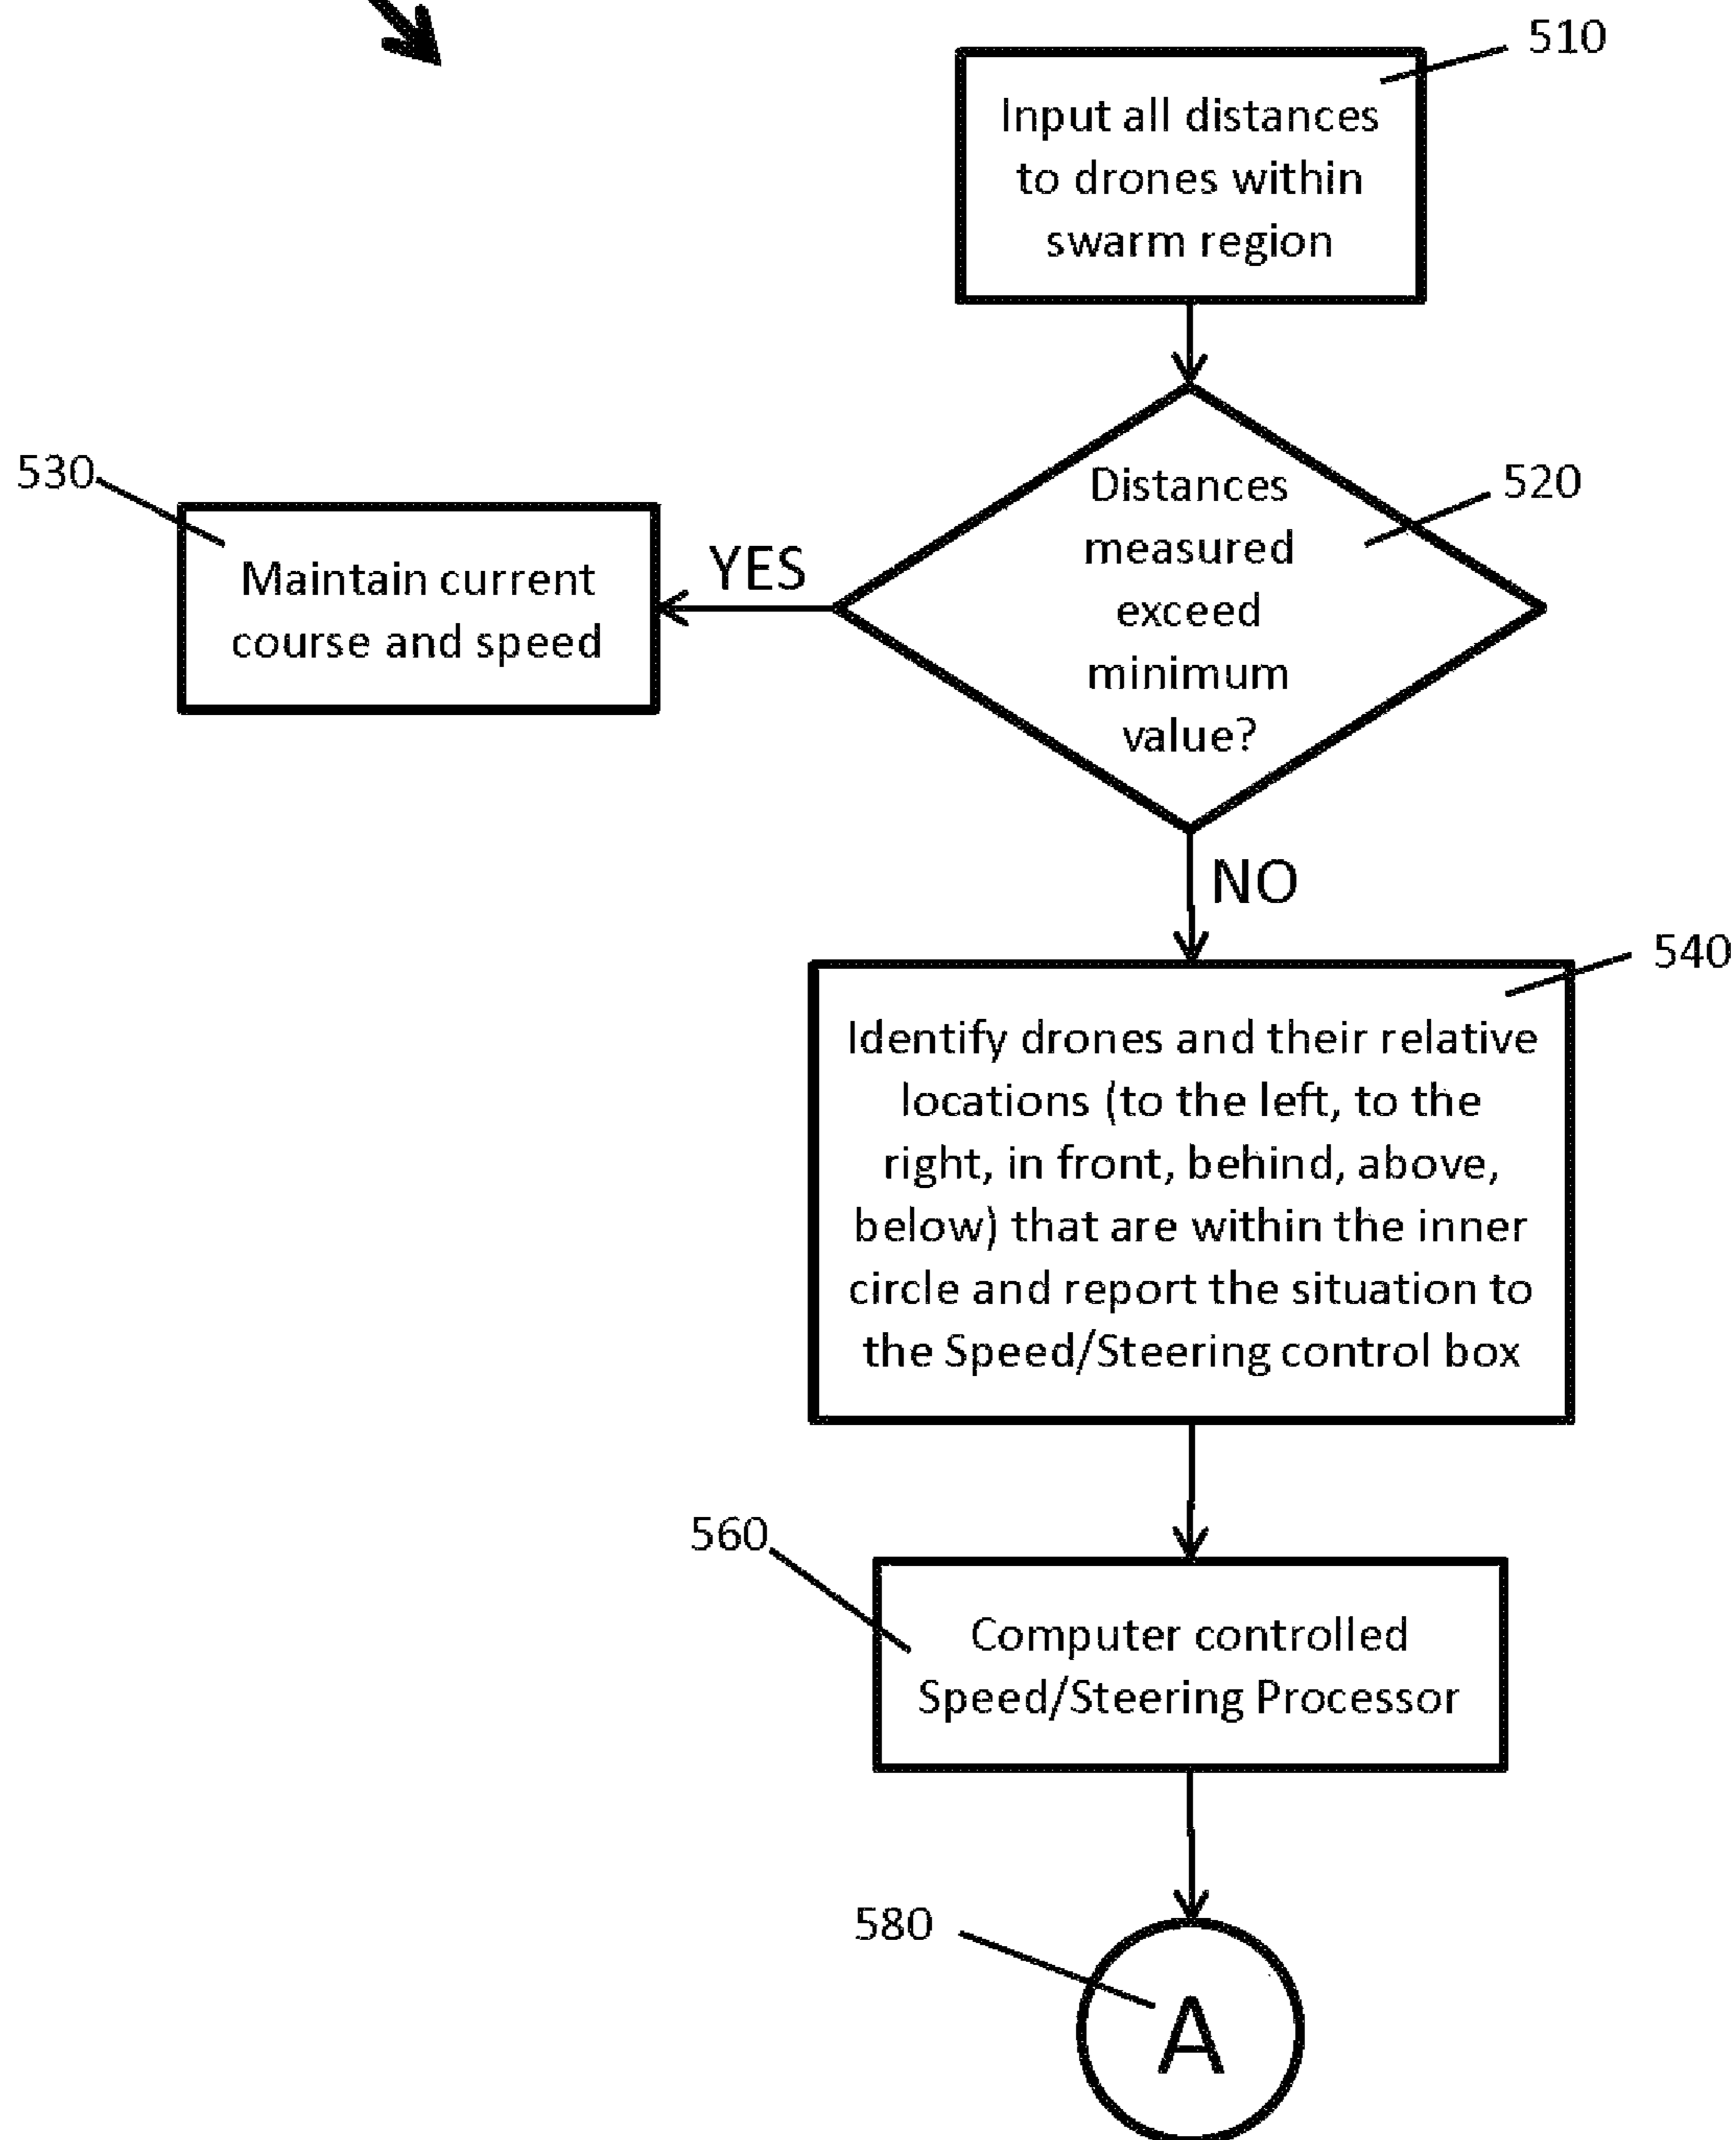 510
Input all distances
to drones within
swarm region
520
Distances
measured
exceed
minimum
value?
530
YES
Maintain current
course and speed
NO
540
Identify drones and their relative
locations (to the left, to the
right, in front, behind, above,
below) that are within the inner
circle and report the situation to
the Speed/Steering control box
560
Computer controlled
Speed/Steering Processor
580
A